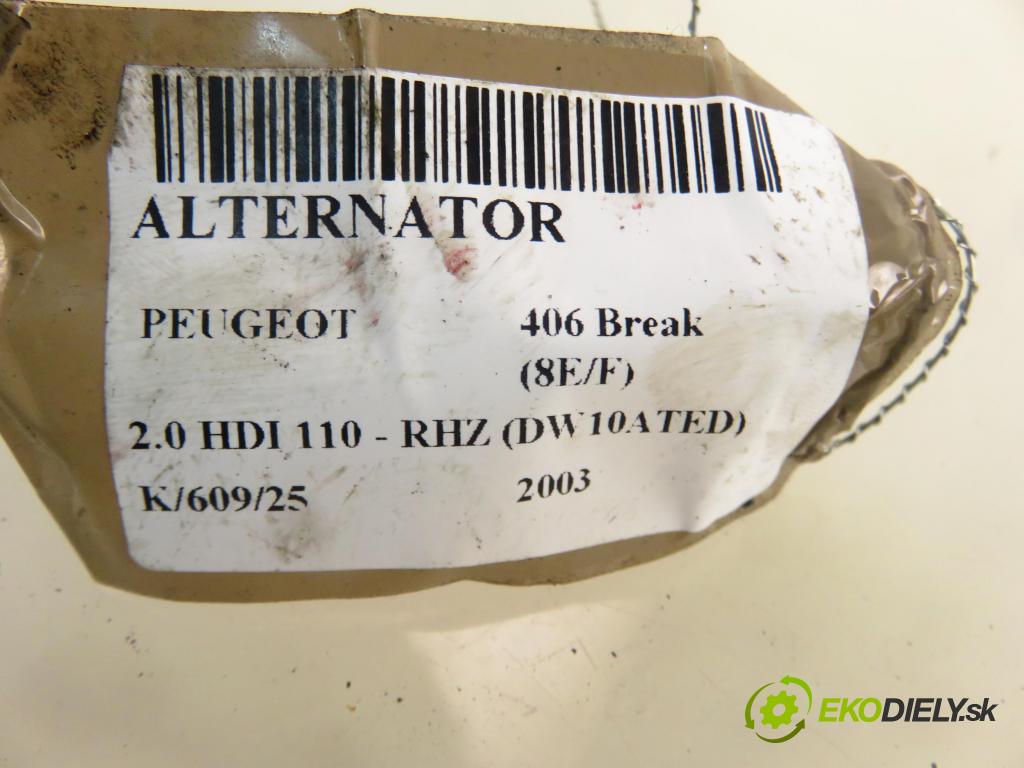 ALTERNATOR
PEUGEOT 406 Break
(8E/F)
2.0 HDI 110 - RHZ (DW10ATED)
K/609/25 2003
EKODIELY.sk